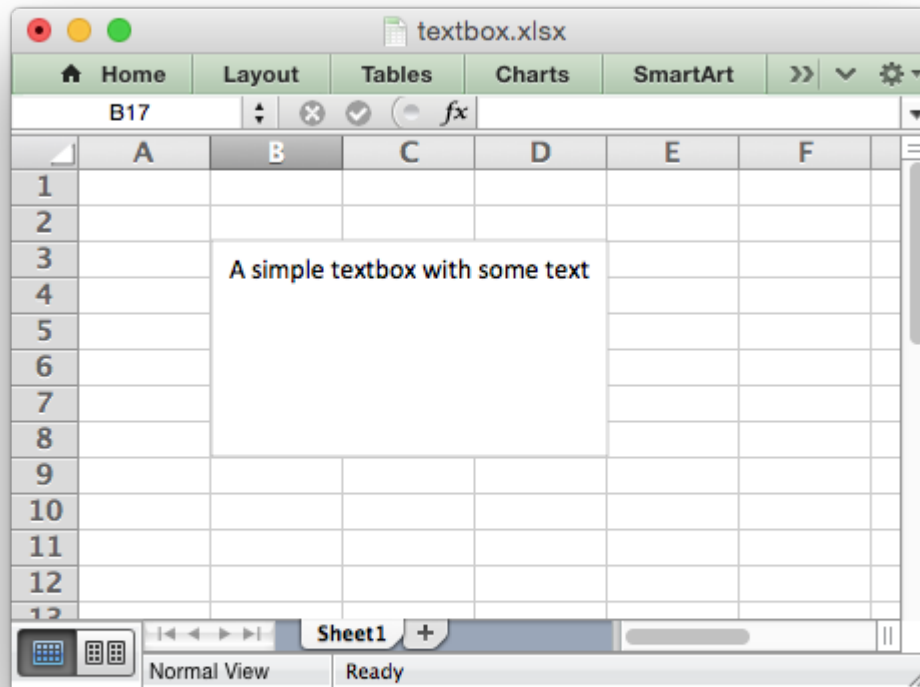 textbox.xlsx
Home Layout Tables Charts SmartArt
B17 fx
A B C D E F
1
2
3
A simple textbox with some text
4
5
6
7
8
9
10
11
12
13
Sheet1
Normal View Ready